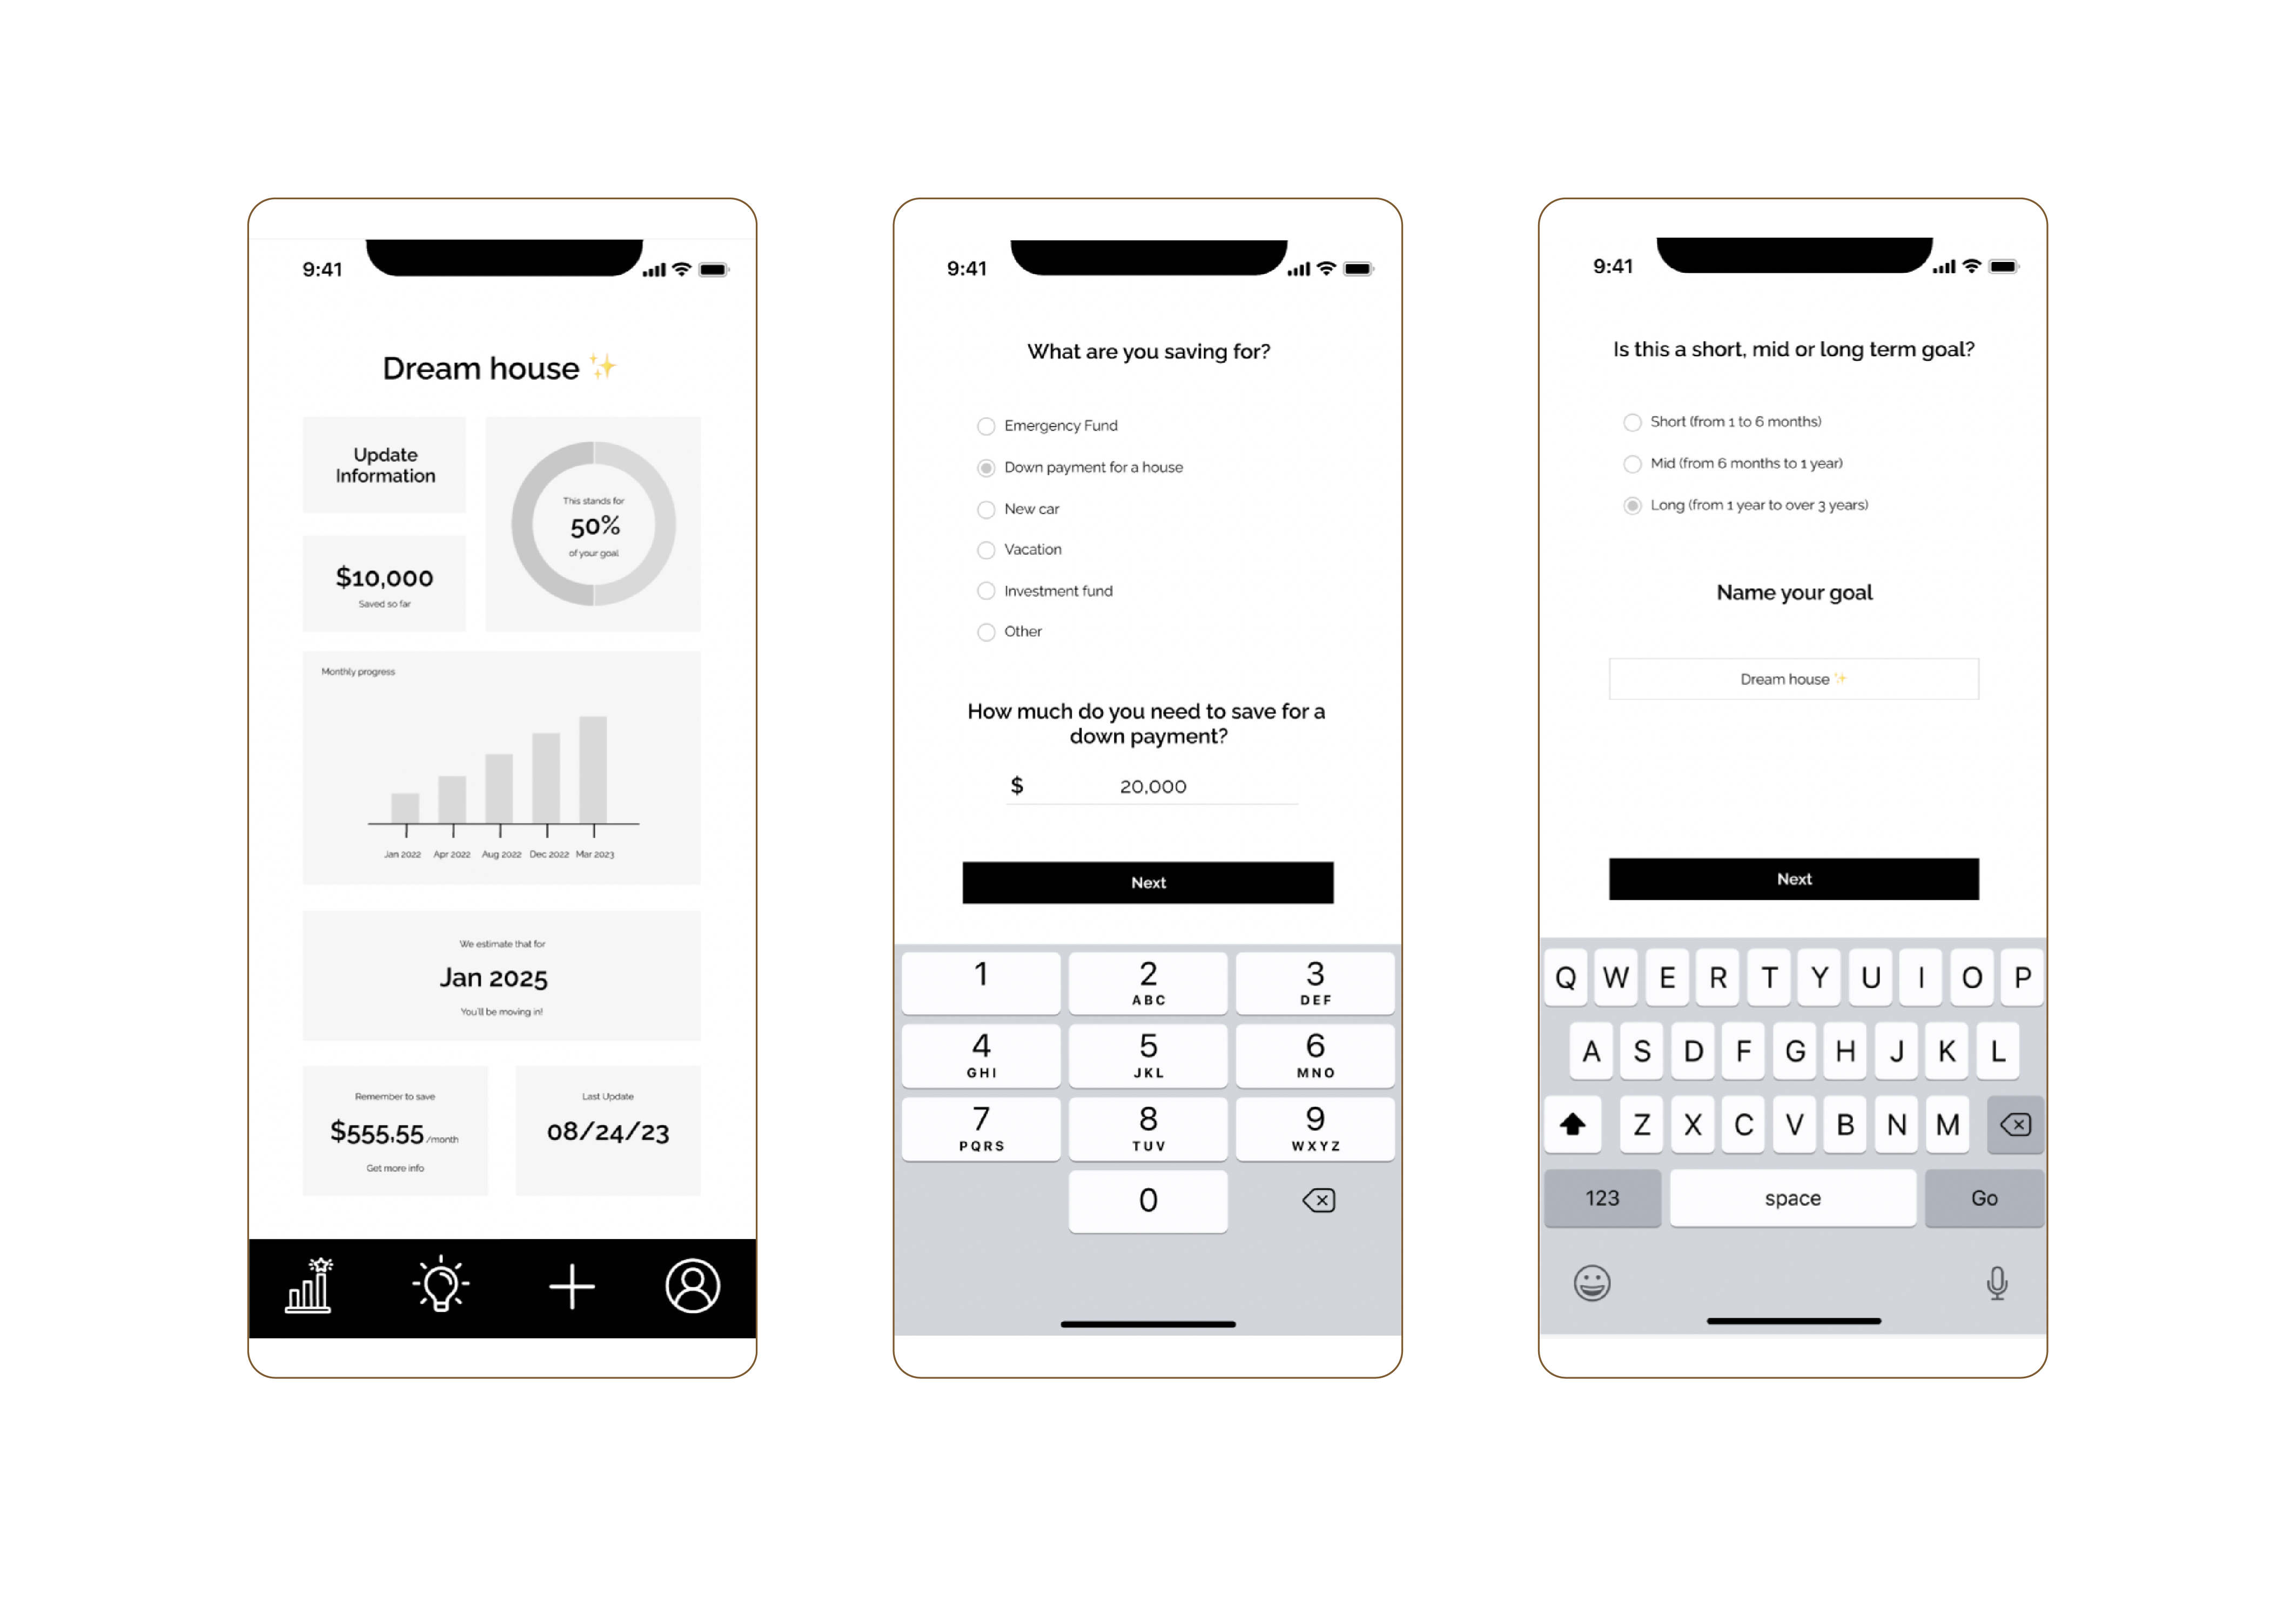 9:41
Dream house ✨
Update
Information
$10,000
Saved so far
This stands for
50%
of your goal
Monthly progress
Jan 2022 Apr 2022 Aug 2022 Dec 2022 Mar 2023
We estimate that for
Jan 2025
You'll be moving in!
Remember to save
$555,55 /month
Get more info
Last Update
08/24/23
9:41
What are you saving for?
Emergency Fund
Down payment for a house
New car
Vacation
Investment fund
Other
How much do you need to save for a
down payment?
$ 20,000
Next
1 2 3
ABC DEF
4 5 6
GHI JKL MNO
7 8 9
PQRS TUV WXYZ
0
9:41
Is this a short, mid or long term goal?
Short (from 1 to 6 months)
Mid (from 6 months to 1 year)
Long (from 1 year to over 3 years)
Name your goal
Dream house ✨
Next
Q W E R T Y U I O P
A S D F G H J K L
Z X C V B N M
123 space Go